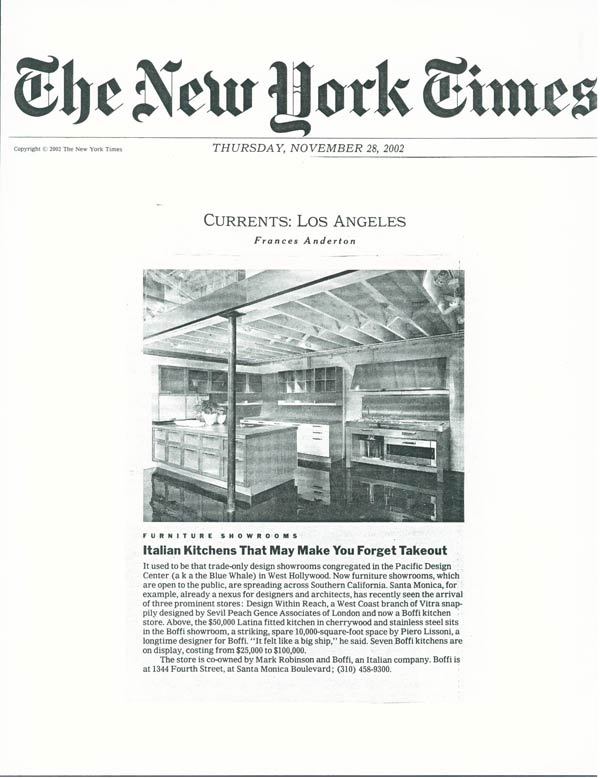 The New York Times
Copyright © 2002 The New York Times
THURSDAY, NOVEMBER 28, 2002
CURRENTS: LOS ANGELES
Frances Anderton
FURNITURE SHOWROOMS
Italian Kitchens That May Make You Forget Takeout
It used to be that trade-only design showrooms congregated in the Pacific Design
Center (a k a the Blue Whale) in West Hollywood. Now furniture showrooms, which
are open to the public, are spreading across Southern California. Santa Monica, for
example, already a nexus for designers and architects, has recently seen the arrival
of three prominent stores: Design Within Reach, a West Coast branch of Vitra snap-
pily designed by Sevil Peach Gence Associates of London and now a Boffi kitchen
store. Above, the $50,000 Latina fitted kitchen in cherrywood and stainless steel sits
in the Boffi showroom, a striking, spare 10,000-square-foot space by Piero Lissoni, a
longtime designer for Boffi. "It felt like a big ship," he said. Seven Boffi kitchens are
on display, costing from $25,000 to $100,000.
The store is co-owned by Mark Robinson and Boffi, an Italian company. Boffi is
at 1344 Fourth Street, at Santa Monica Boulevard; (310) 458-9300.